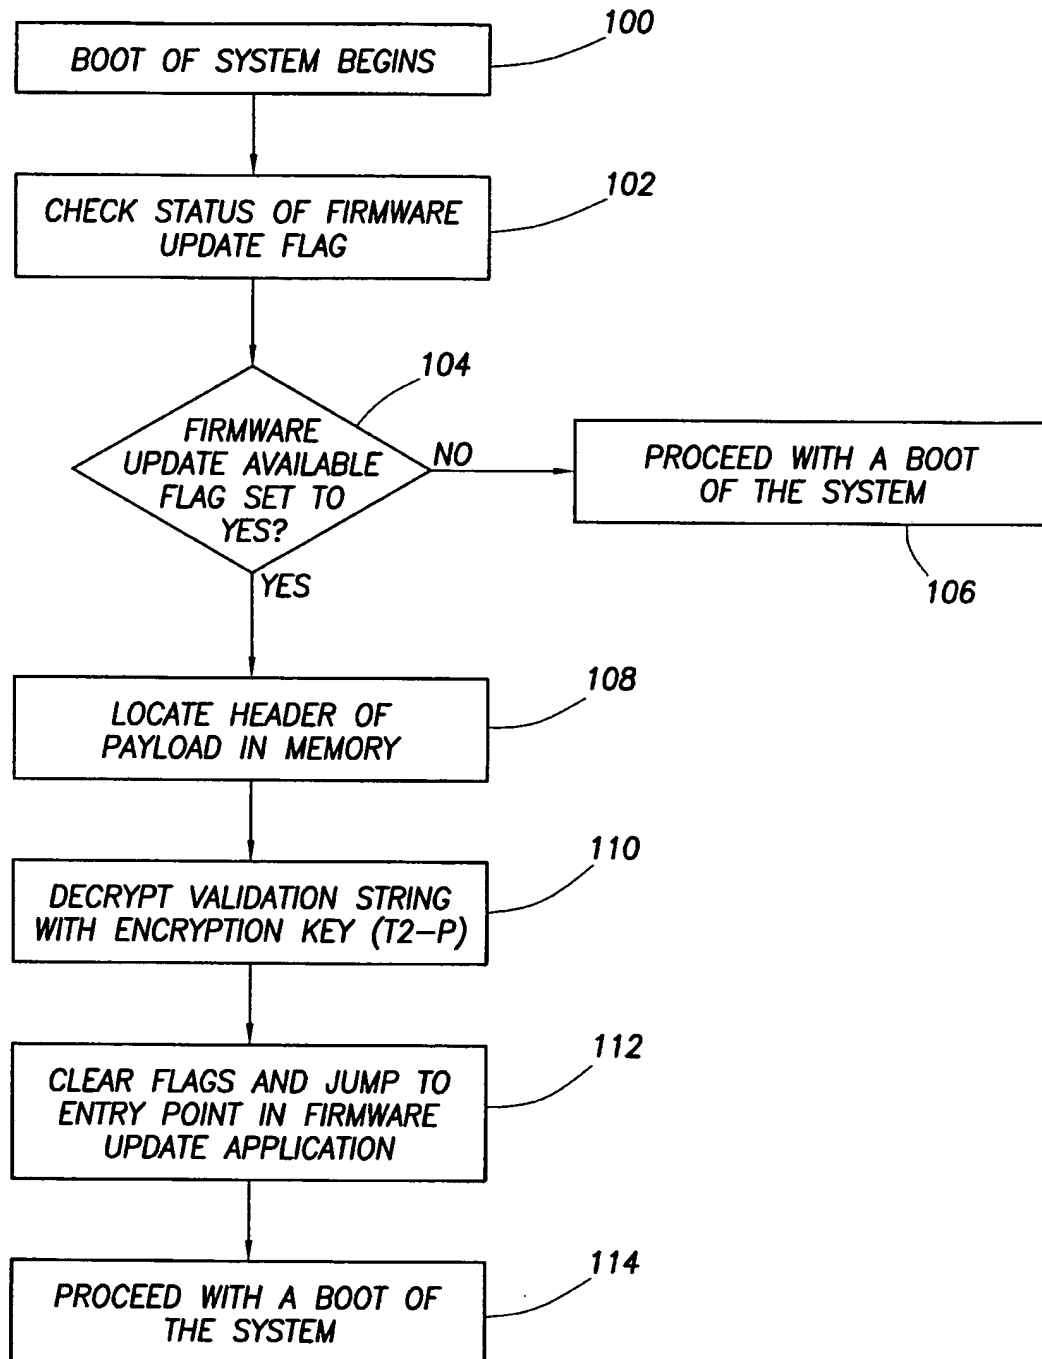 100
BOOT OF SYSTEM BEGINS
102
CHECK STATUS OF FIRMWARE
UPDATE FLAG
104
FIRMWARE
UPDATE AVAILABLE
FLAG SET TO
YES?
NO
PROCEED WITH A BOOT
OF THE SYSTEM
106
YES
108
LOCATE HEADER OF
PAYLOAD IN MEMORY
110
DECRYPT VALIDATION STRING
WITH ENCRYPTION KEY (T2-P)
112
CLEAR FLAGS AND JUMP TO
ENTRY POINT IN FIRMWARE
UPDATE APPLICATION
114
PROCEED WITH A BOOT OF
THE SYSTEM